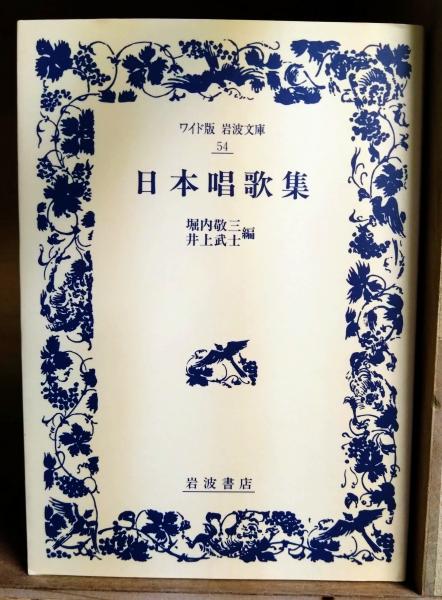 ワイド版 岩波文庫
54
日本唱歌集
堀内敬三
井上武士 編
岩波書店